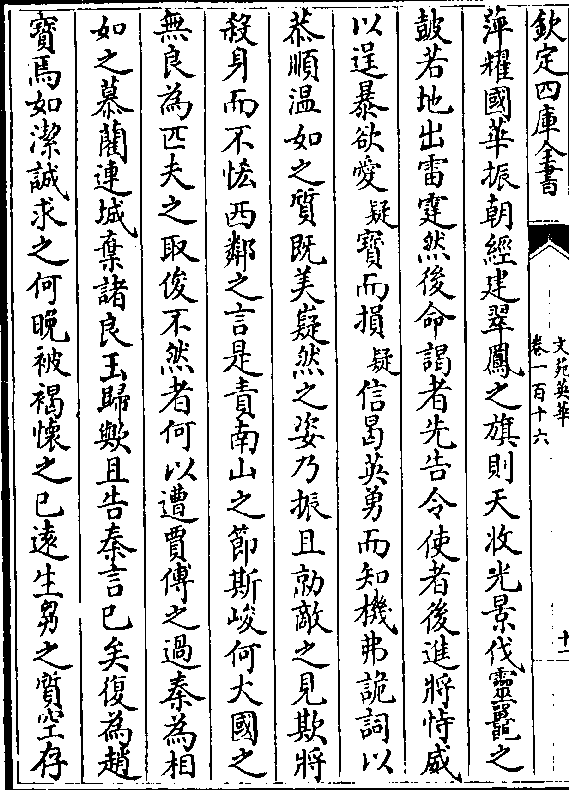 欽定四庫全書
文苑英華
卷一百十六
十二
萍耀國華振朝經建翠鳳之旗則天收光景伐靈鼉之
鼓若地出雷霆然後命謁者先告令使者後進將恃威
以逞暴欲愛疑寳而損疑信曷英勇而知機弗詭詞以
恭順温如之質既美嶷然之姿乃振且勍敵之見欺將
殺身而不恡西鄰之言是責南山之節斯峻何大國之
無良為匹夫之取俊不然者何以遭賈傅之過秦為相
如之慕藺連城棄諸良玉歸歟且告秦言已矣復為趙
寳焉如潔誠求之何晚被褐懷之已遠生芻之質空存